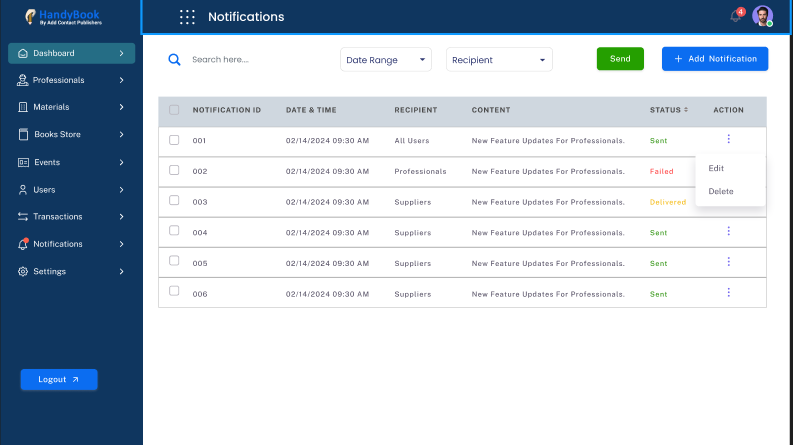 HandyBook
By Add Contact Publishers
Notifications
4
Dashboard
Professionals
Materials
Books Store
Events
Users
Transactions
Notifications
Settings
Logout
Search here....
Date Range
Recipient
Send
+ Add Notification
NOTIFICATION ID DATE & TIME RECIPIENT CONTENT STATUS ACTION
001 02/14/2024 09:30 AM All Users New Feature Updates For Professionals. Sent
002 02/14/2024 09:30 AM Professionals New Feature Updates For Professionals. Failed
003 02/14/2024 09:30 AM Suppliers New Feature Updates For Professionals. Delivered
004 02/14/2024 09:30 AM Suppliers New Feature Updates For Professionals. Sent
005 02/14/2024 09:30 AM Suppliers New Feature Updates For Professionals. Sent
006 02/14/2024 09:30 AM Suppliers New Feature Updates For Professionals. Sent
Edit
Delete